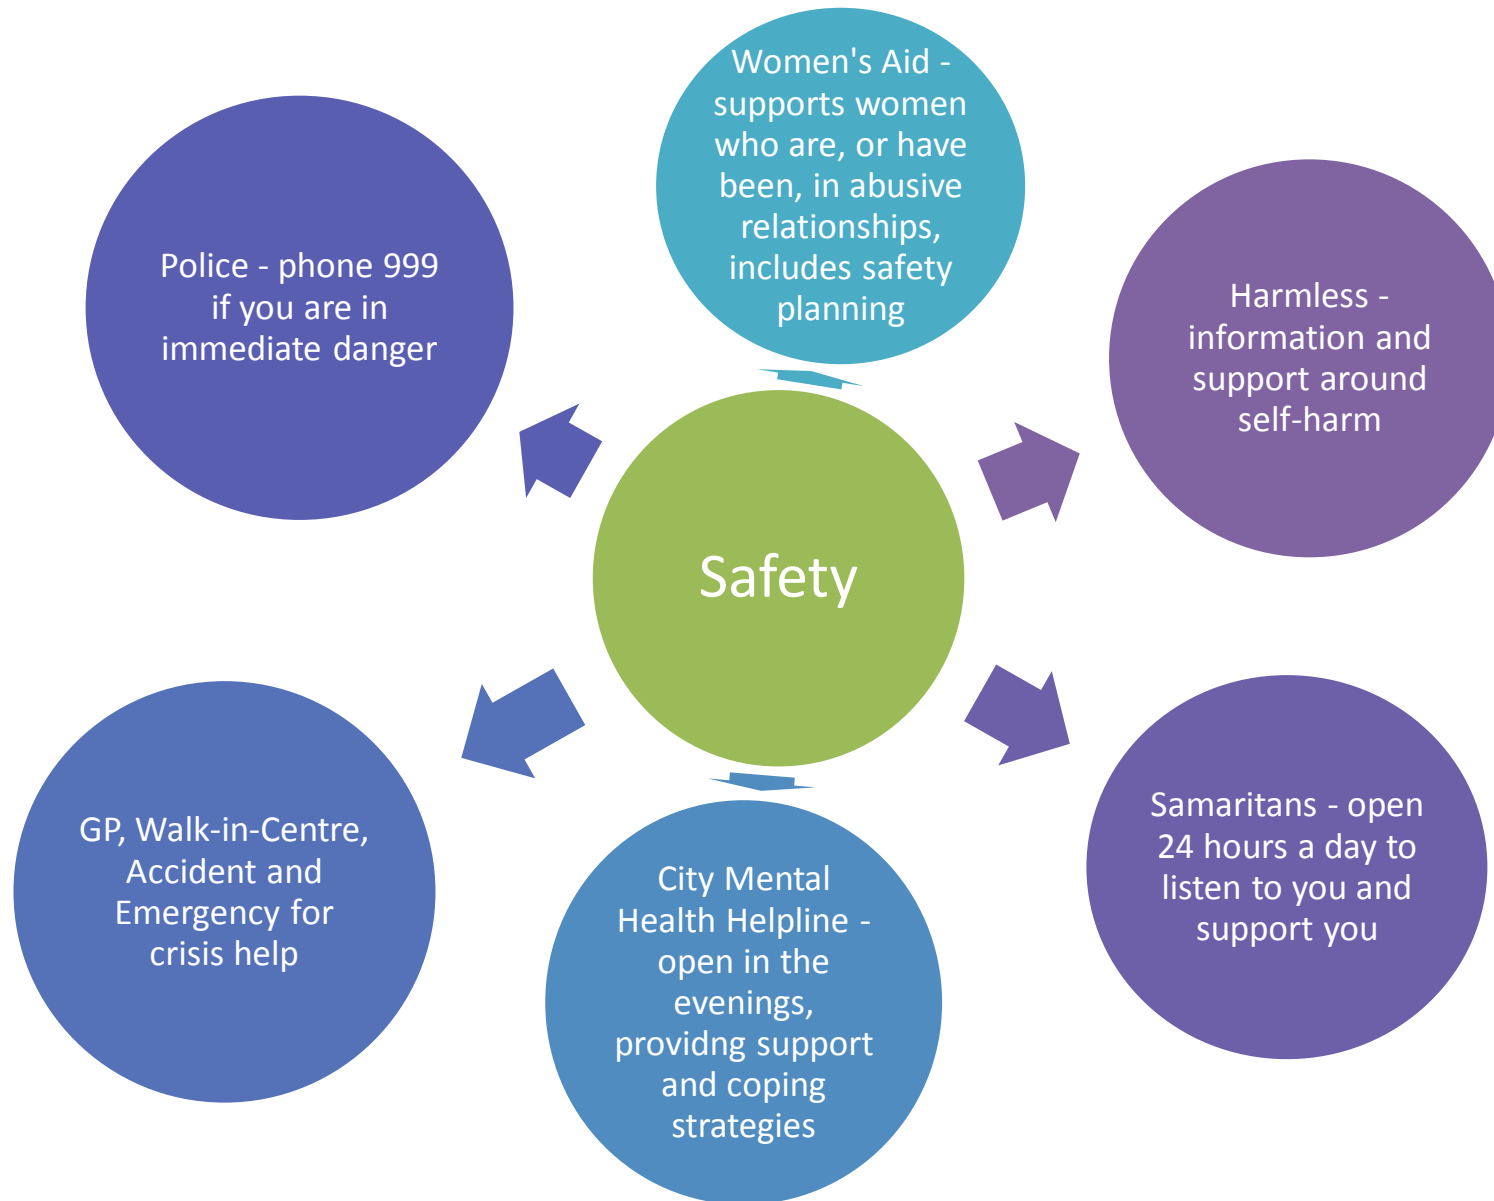 Women's Aid -
supports women
who are, or have
been, in abusive
relationships,
includes safety
planning
Harmless -
information and
support around
self-harm
Samaritans - open
24 hours a day to
listen to you and
support you
City Mental
Health Helpline -
open in the
evenings,
providng support
and coping
strategies
GP, Walk-in-Centre,
Accident and
Emergency for
crisis help
Police - phone 999
if you are in
immediate danger
Safety